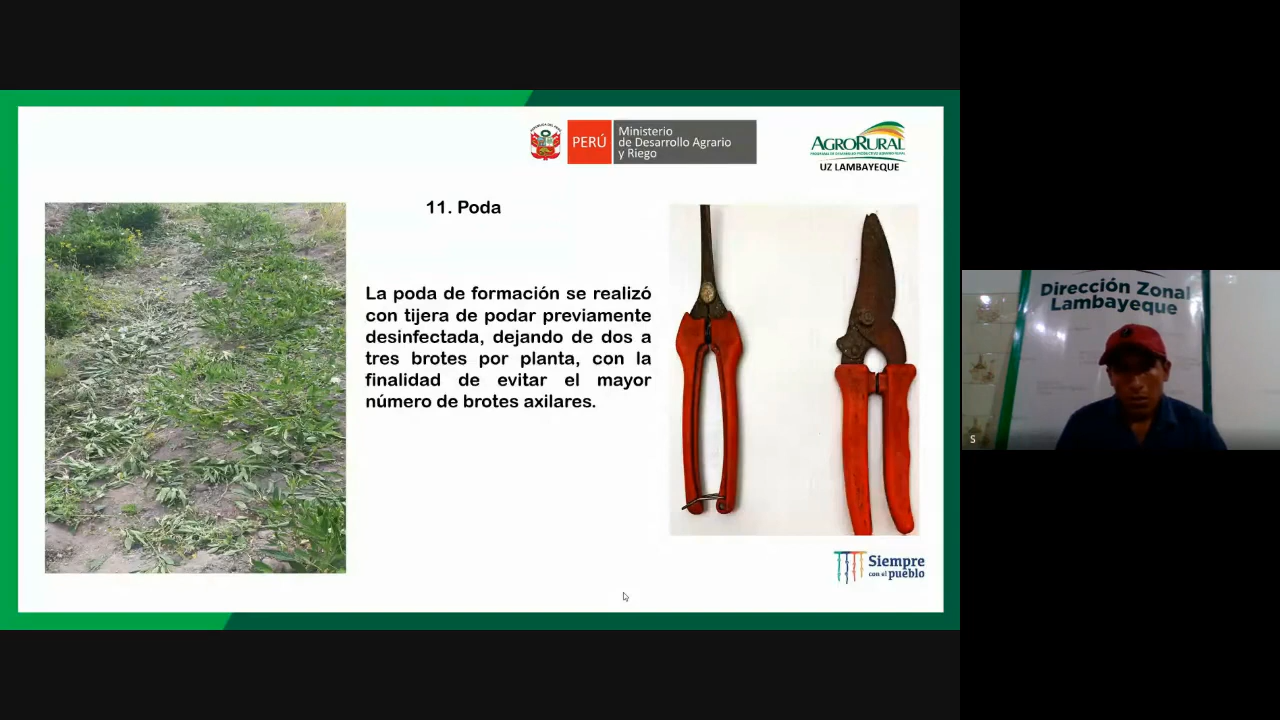 PERÚ
Ministerio
de Desarrollo Agrario
y Riego
AGRORURAL
UZ LAMBAYEQUE
11. Poda
La poda de formación se realizó
con tijera de podar previamente
desinfectada, dejando de dos a
tres brotes por planta, con la
finalidad de evitar el mayor
número de brotes axilares.
Siempre
con el pueblo
Dirección Zonal
Lambayeque
S